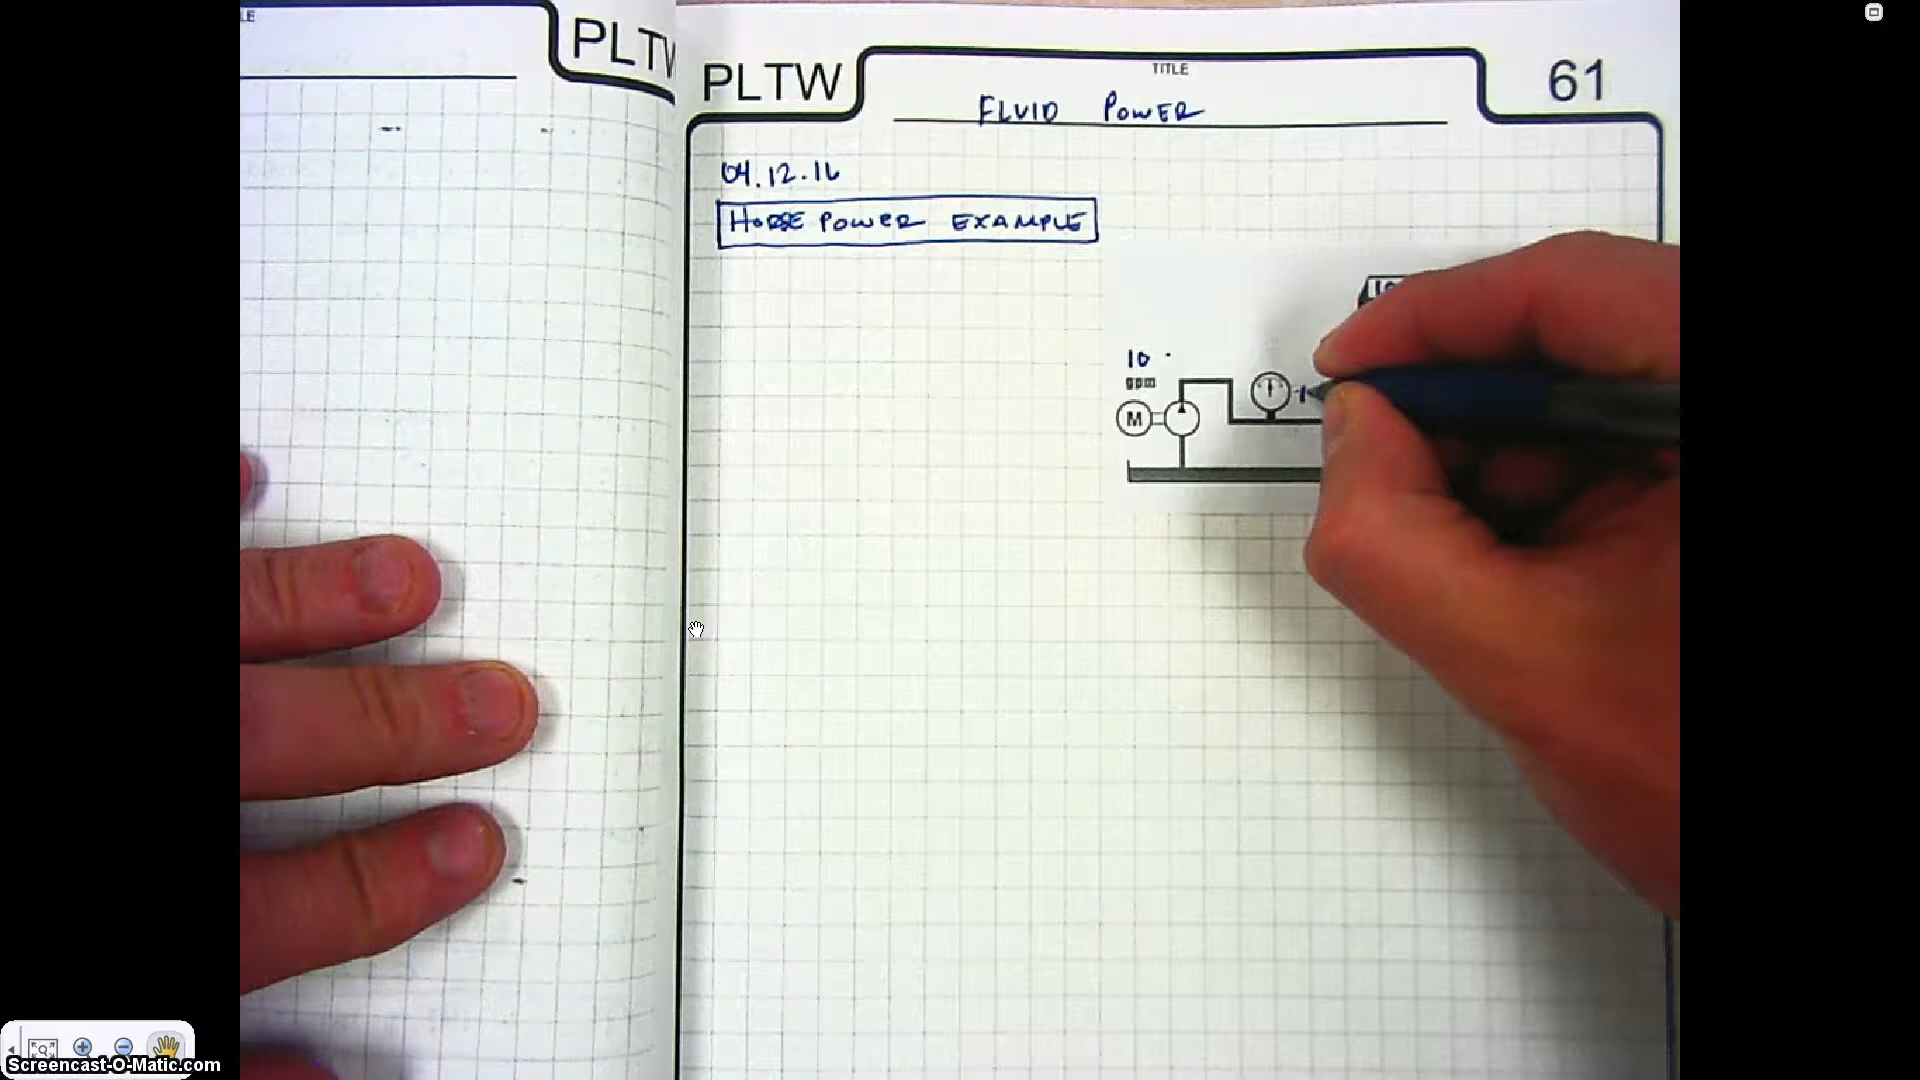 PLTW
PLTW
TITLE
61
FLUID POWER
04.12.16
HORSE POWER EXAMPLE
10
gpm
M
Screencast-O-Matic.com